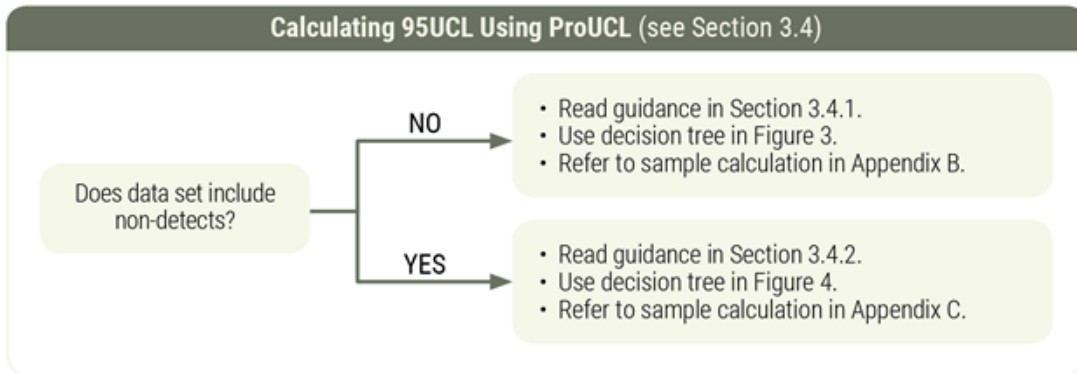 Calculating 95UCL Using ProUCL (see Section 3.4)
NO
• Read guidance in Section 3.4.1.
• Use decision tree in Figure 3.
• Refer to sample calculation in Appendix B.
Does data set include
non-detects?
YES
• Read guidance in Section 3.4.2.
• Use decision tree in Figure 4.
• Refer to sample calculation in Appendix C.